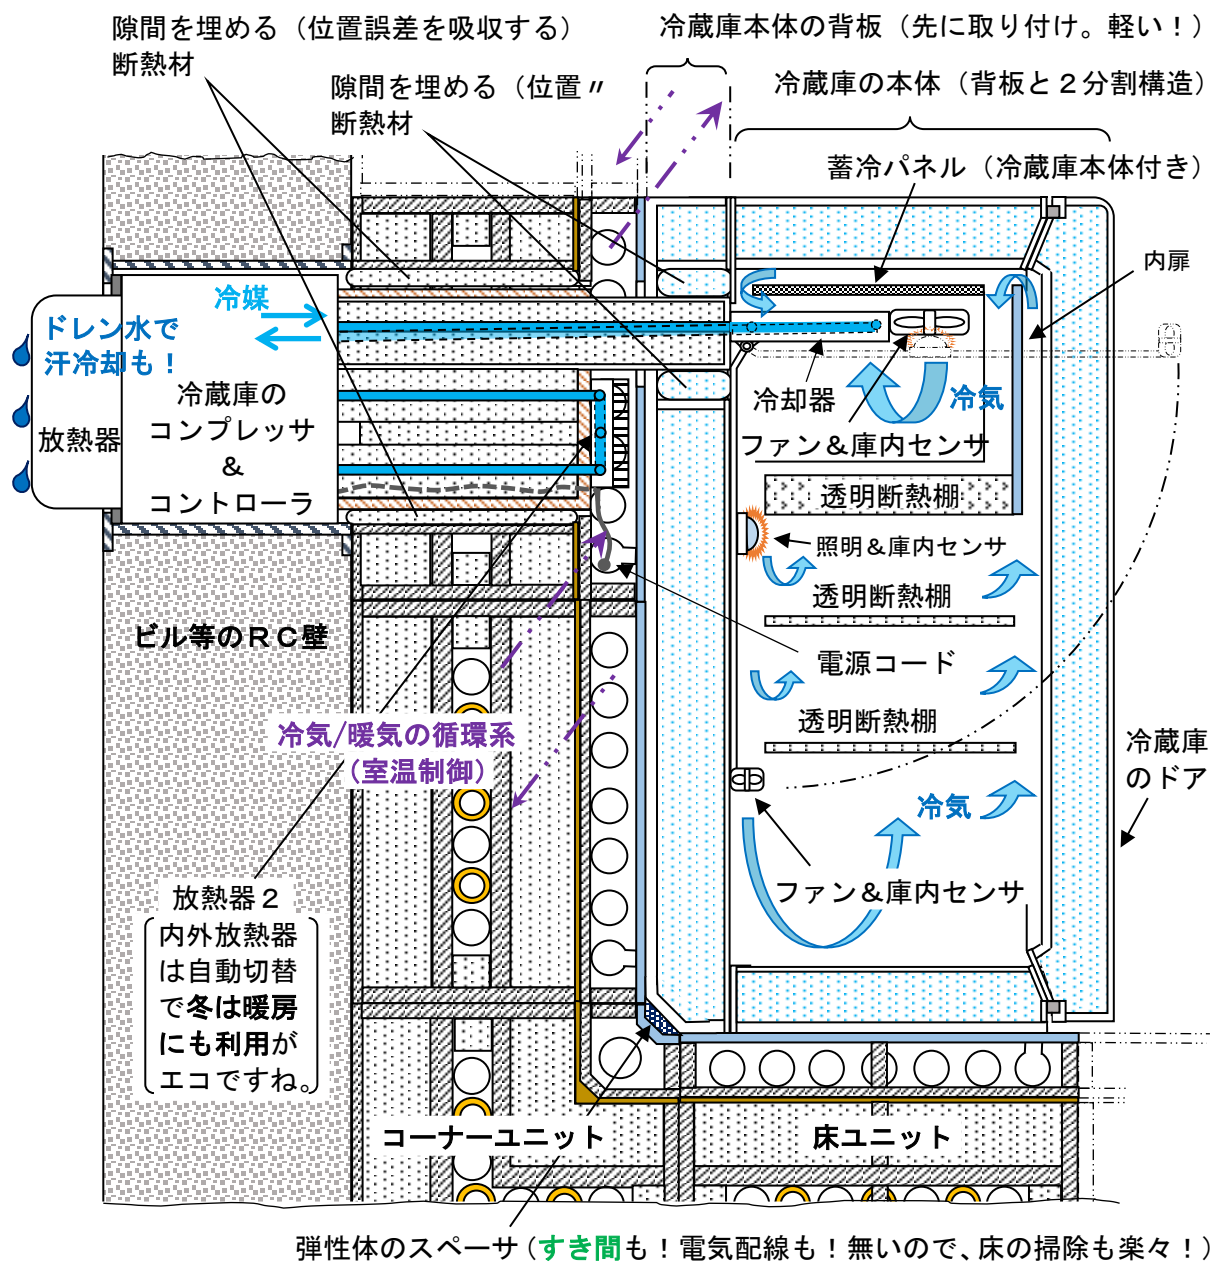 隙間を埋める（位置誤差を吸収する）
断熱材
冷蔵庫本体の背板（先に取り付け。軽い！）
隙間を埋める（位置〃
断熱材
冷蔵庫の本体（背板と２分割構造）
蓄冷パネル（冷蔵庫本体付き）
内扉
冷媒
ドレン水で
汗冷却も！
放熱器
冷蔵庫の
コンプレッサ
＆
コントローラ
冷却器
冷気
ファン＆庫内センサ
透明断熱棚
照明＆庫内センサ
透明断熱棚
ビル等のＲＣ壁
電源コード
透明断熱棚
冷気/暖気の循環系
（室温制御）
冷蔵庫
のドア
冷気
ファン＆庫内センサ
放熱器２
内外放熱器
は自動切替
で冬は暖房
にも利用が
エコですね。
コーナーユニット
床ユニット
弾性体のスペーサ（すき間も！電気配線も！無いので、床の掃除も楽々！）